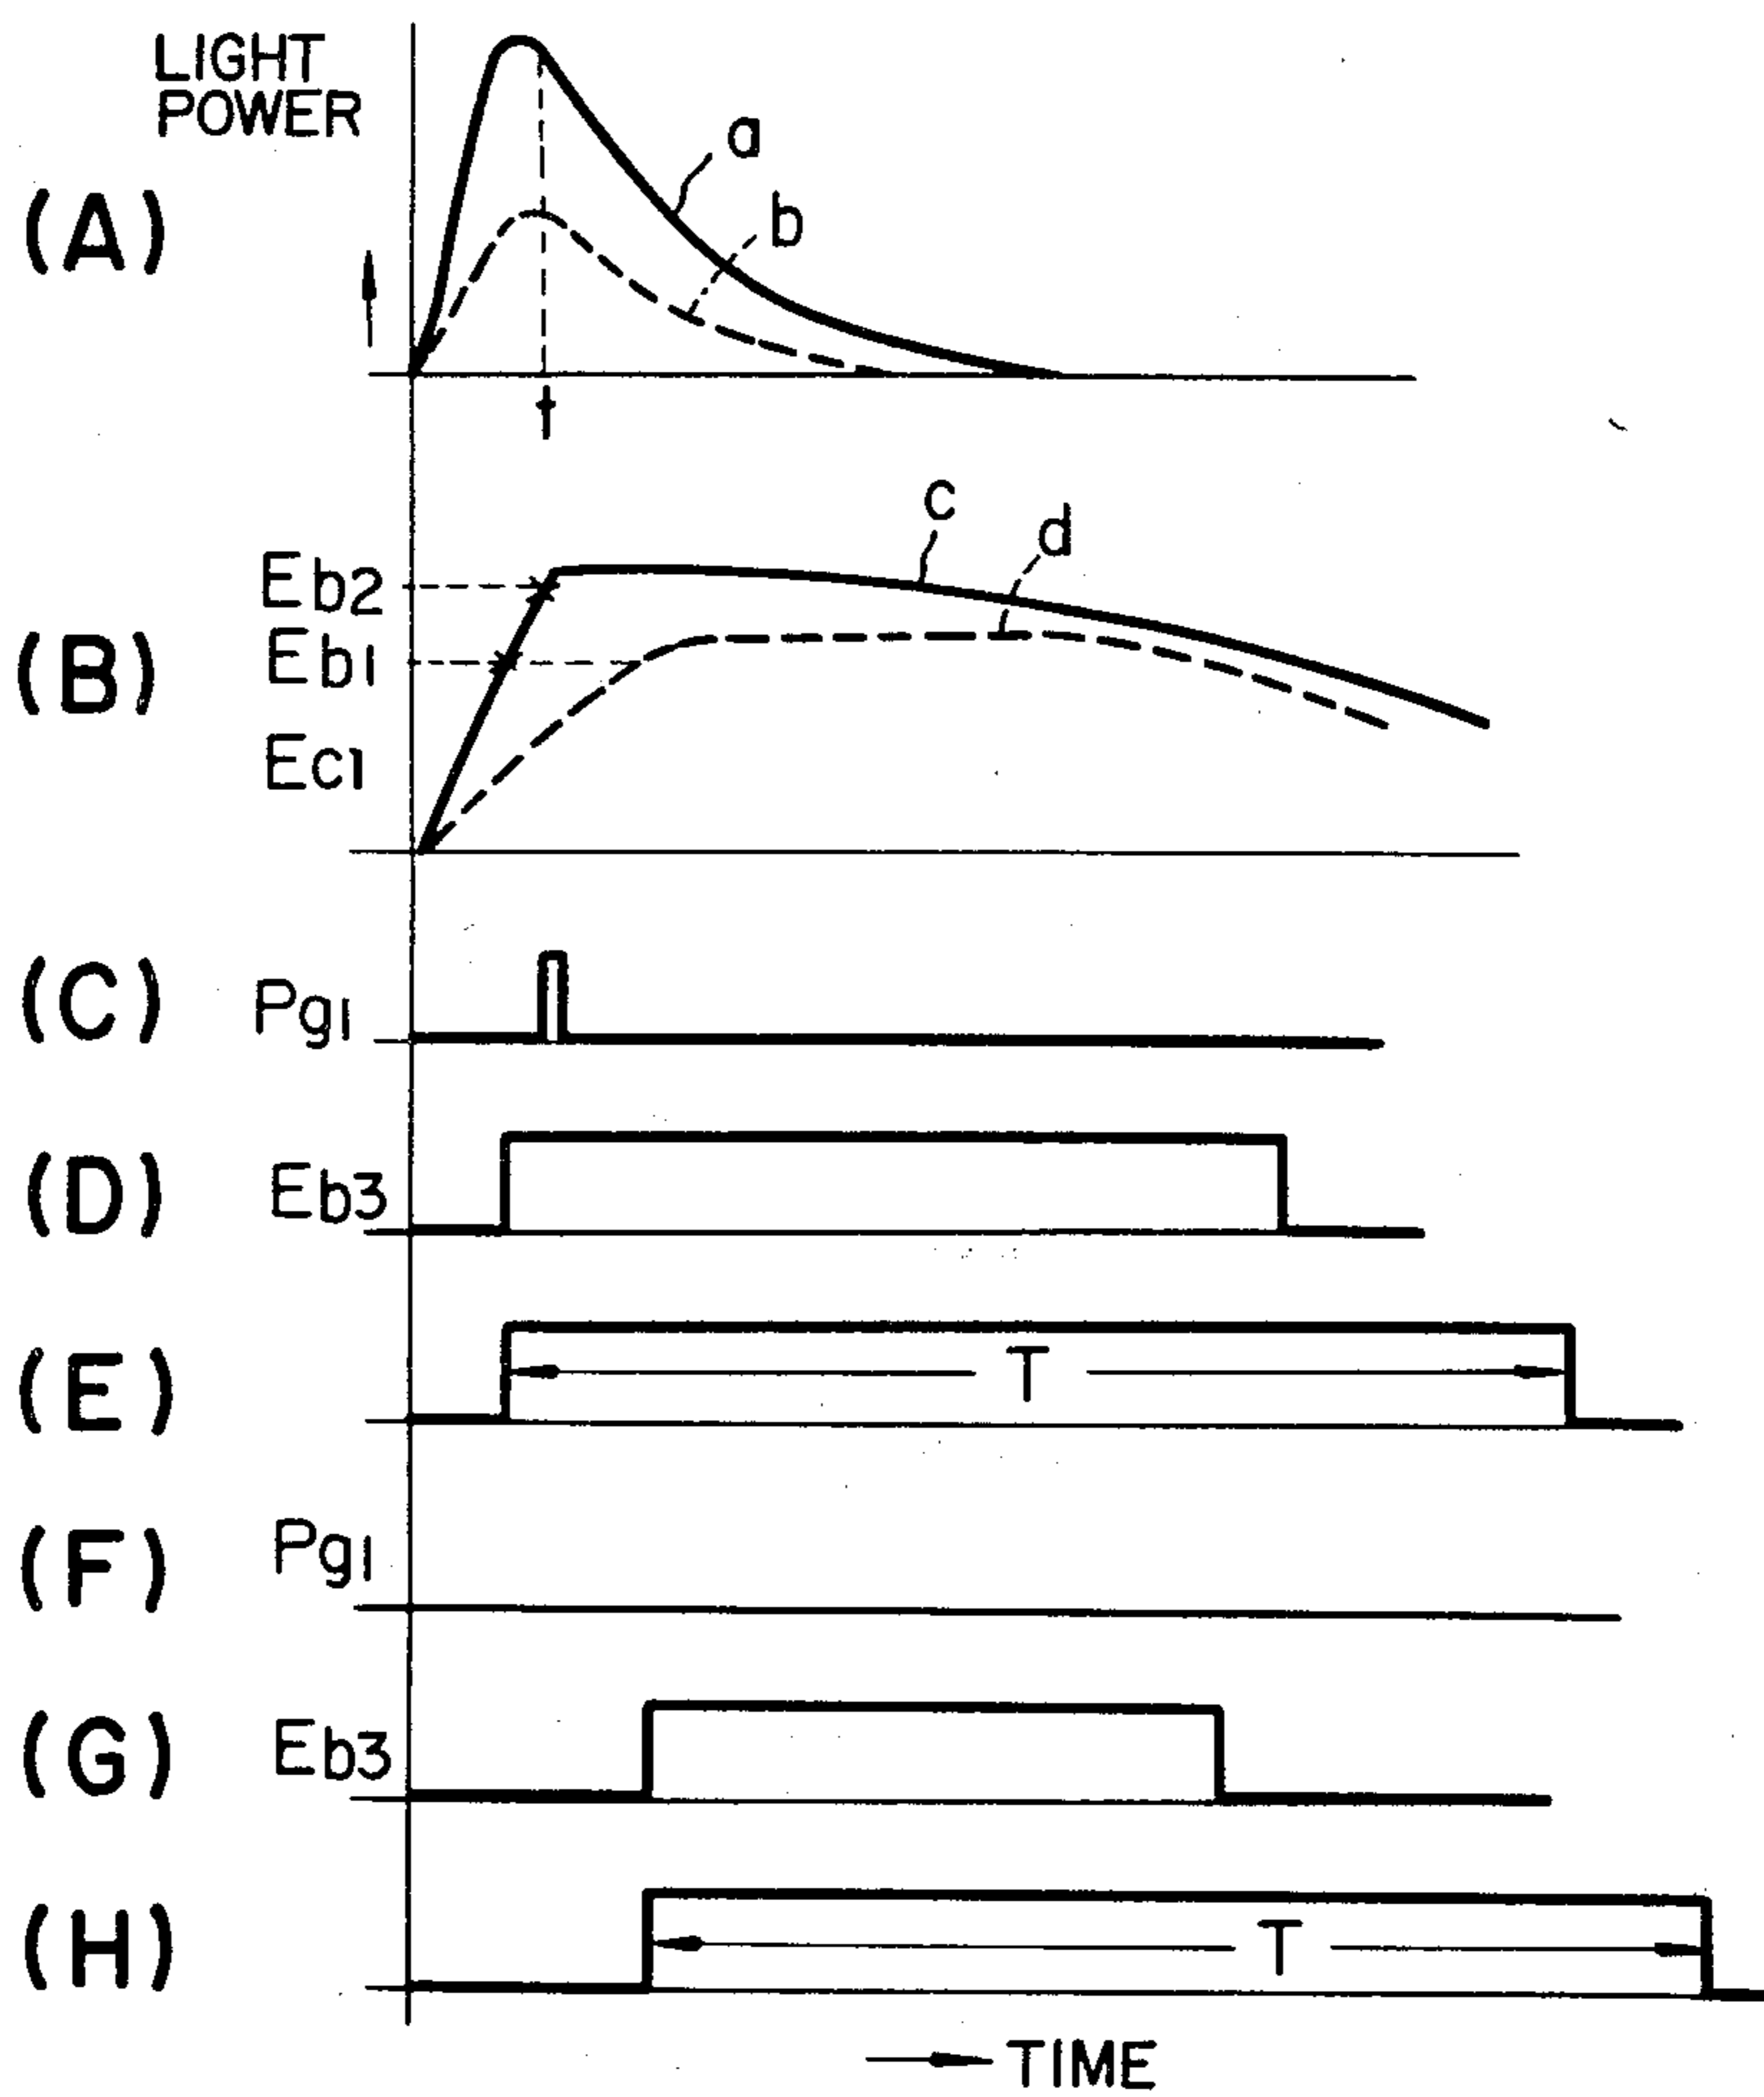 LIGHT
POWER
(A)
a
b
t
c
d
Eb2
Eb1
(B)
Ec1
(C)
Pg1
(D)
Eb3
(E)
T
(F)
Pg1
(G)
Eb3
(H)
T
TIME